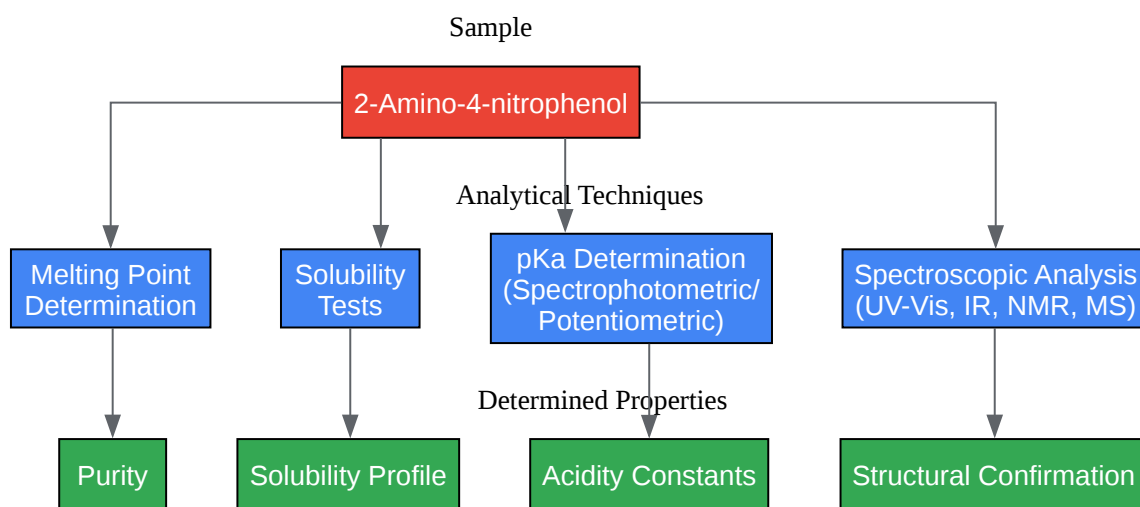 Sample
2-Amino-4-nitrophenol
Analytical Techniques
Melting Point
Determination
Solubility
Tests
pKa Determination
(Spectrophotometric/
Potentiometric)
Spectroscopic Analysis
(UV-Vis, IR, NMR, MS)
Determined Properties
Purity
Solubility Profile
Acidity Constants
Structural Confirmation